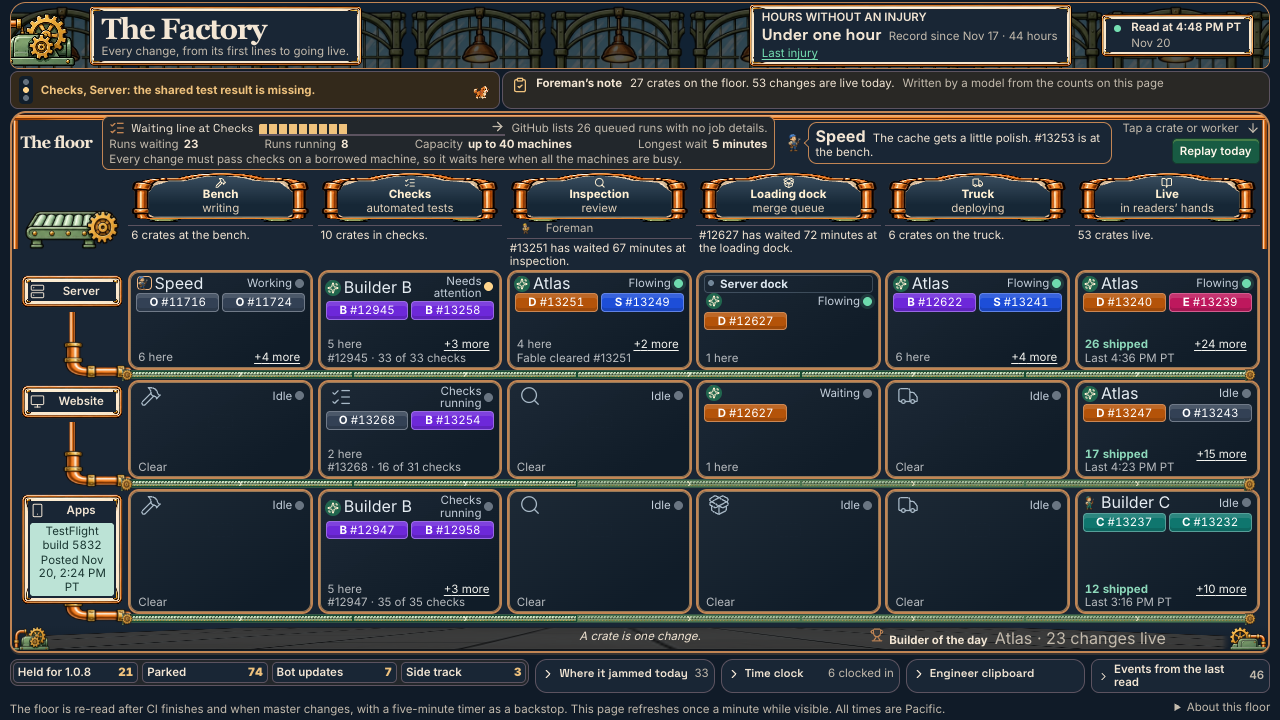 The Factory
Every change, from its first lines to going live.
HOURS WITHOUT AN INJURY
Under one hour Record since Nov 17 · 44 hours
Last injury
Read at 4:48 PM PT
Nov 20
Checks, Server: the shared test result is missing.
Foreman's note 27 crates on the floor. 53 changes are live today. Written by a model from the counts on this page
The floor
Waiting line at Checks
GitHub lists 26 queued runs with no job details.
Runs waiting 23 Runs running 8 Capacity up to 40 machines Longest wait 5 minutes
Every change must pass checks on a borrowed machine, so it waits here when all the machines are busy.
Speed The cache gets a little polish. #13253 is at
the bench.
Tap a crate or worker ↓
Replay today
Bench
writing
Checks
automated tests
Inspection
review
Loading dock
merge queue
Truck
deploying
Live
in readers' hands
6 crates at the bench.
10 crates in checks.
Foreman
#13251 has waited 67 minutes at
inspection.
#12627 has waited 72 minutes at
the loading dock.
6 crates on the truck.
53 crates live.
Server
Speed Working
O #11716 O #11724
6 here +4 more
Builder B Needs
attention
B #12945 B #13258
5 here +3 more
#12945 · 33 of 33 checks
Atlas Flowing
D #13251 S #13249
4 here +2 more
Fable cleared #13251
Server dock
Flowing
D #12627
1 here
Atlas Flowing
B #12622 S #13241
6 here +4 more
Atlas Flowing
D #13240 E #13239
26 shipped +24 more
Last 4:36 PM PT
Website
Idle
Clear
Checks
running
O #13268 B #13254
2 here
#13268 · 16 of 31 checks
Idle
Clear
Waiting
D #12627
1 here
Idle
Clear
Atlas Idle
D #13247 O #13243
17 shipped +15 more
Last 4:23 PM PT
Apps
TestFlight
build 5832
Posted Nov
20, 2:24 PM
PT
Idle
Clear
Builder B Checks
running
B #12947 B #12958
5 here +3 more
#12947 · 35 of 35 checks
Idle
Clear
Idle
Clear
Idle
Clear
Builder C Idle
C #13237 C #13232
12 shipped +10 more
Last 3:16 PM PT
A crate is one change.
Builder of the day Atlas · 23 changes live
Held for 1.0.8 21
Parked 74
Bot updates 7
Side track 3
Where it jammed today 33
Time clock 6 clocked in
Engineer clipboard
Events from the last
read 46
The floor is re-read after CI finishes and when master changes, with a five-minute timer as a backstop. This page refreshes once a minute while visible. All times are Pacific.
About this floor